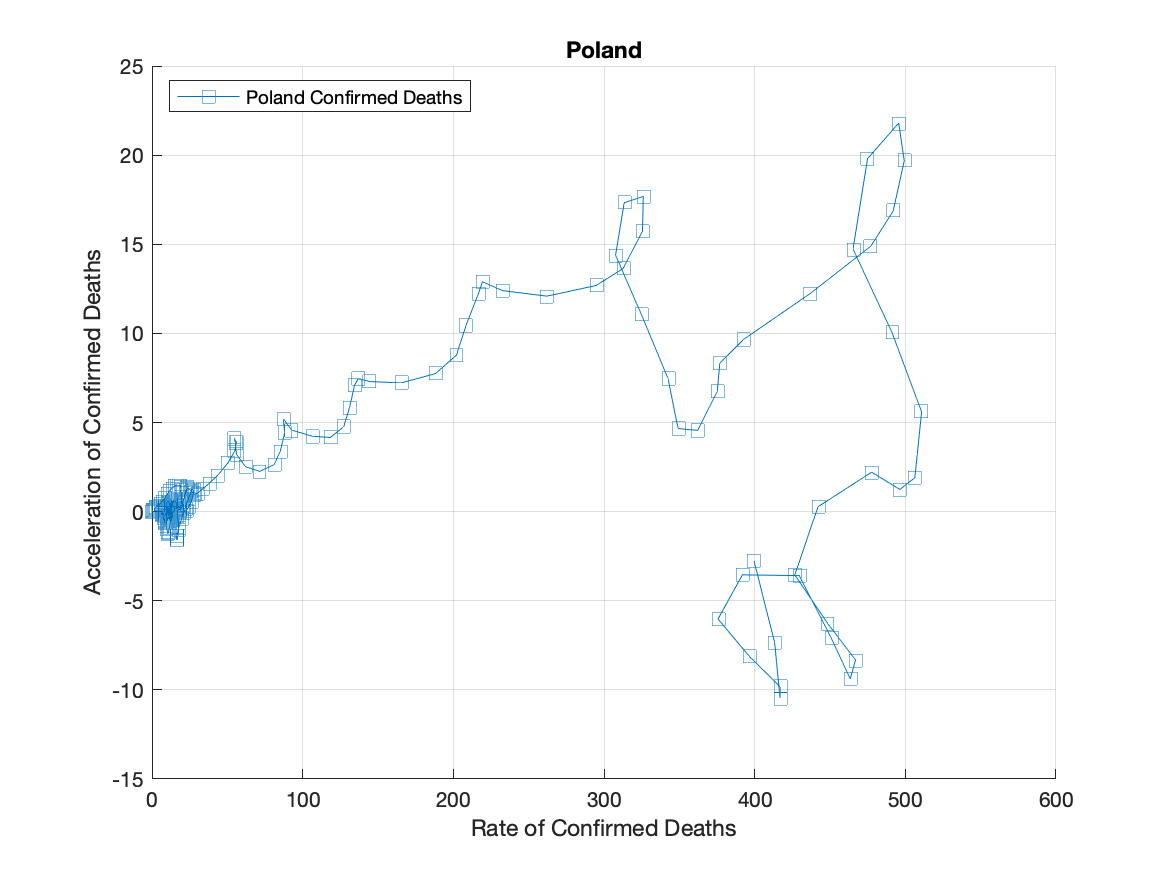 Poland
25
Poland Confirmed Deaths
20
15
10
5
0
-5
-10
-15
Acceleration of Confirmed Deaths
0 100 200 300 400 500 600
Rate of Confirmed Deaths